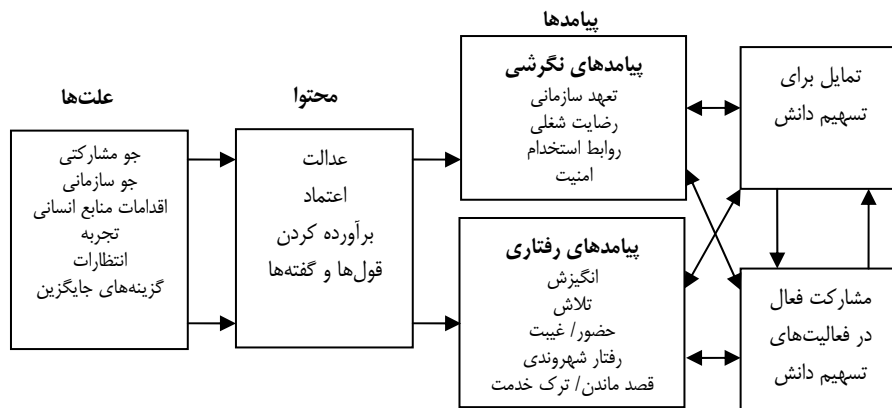 علت‌ها
جو مشارکتی
جو سازمانی
اقدامات منابع انسانی
تجربه
انتظارات
گزینه‌های جایگزین
محتوا
عدالت
اعتماد
برآورده کردن
قول‌ها و گفته‌ها
پیامدها
پیامدهای نگرشی
تعهد سازمانی
رضایت شغلی
روابط استخدام
امنیت
پیامدهای رفتاری
انگیزش
تلاش
حضور/ غیبت
رفتار شهروندی
قصد ماندن/ ترک خدمت
تمایل برای
تسهیم دانش
مشارکت فعال
در فعالیت‌های
تسهیم دانش